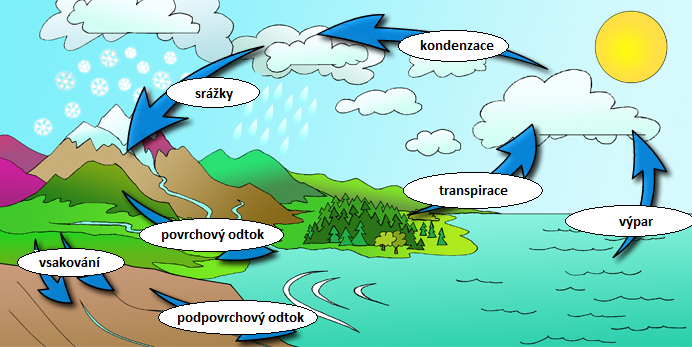 kondenzace
srážky
transpirace
výpar
povrchový odtok
vsakování
podpovrchový odtok